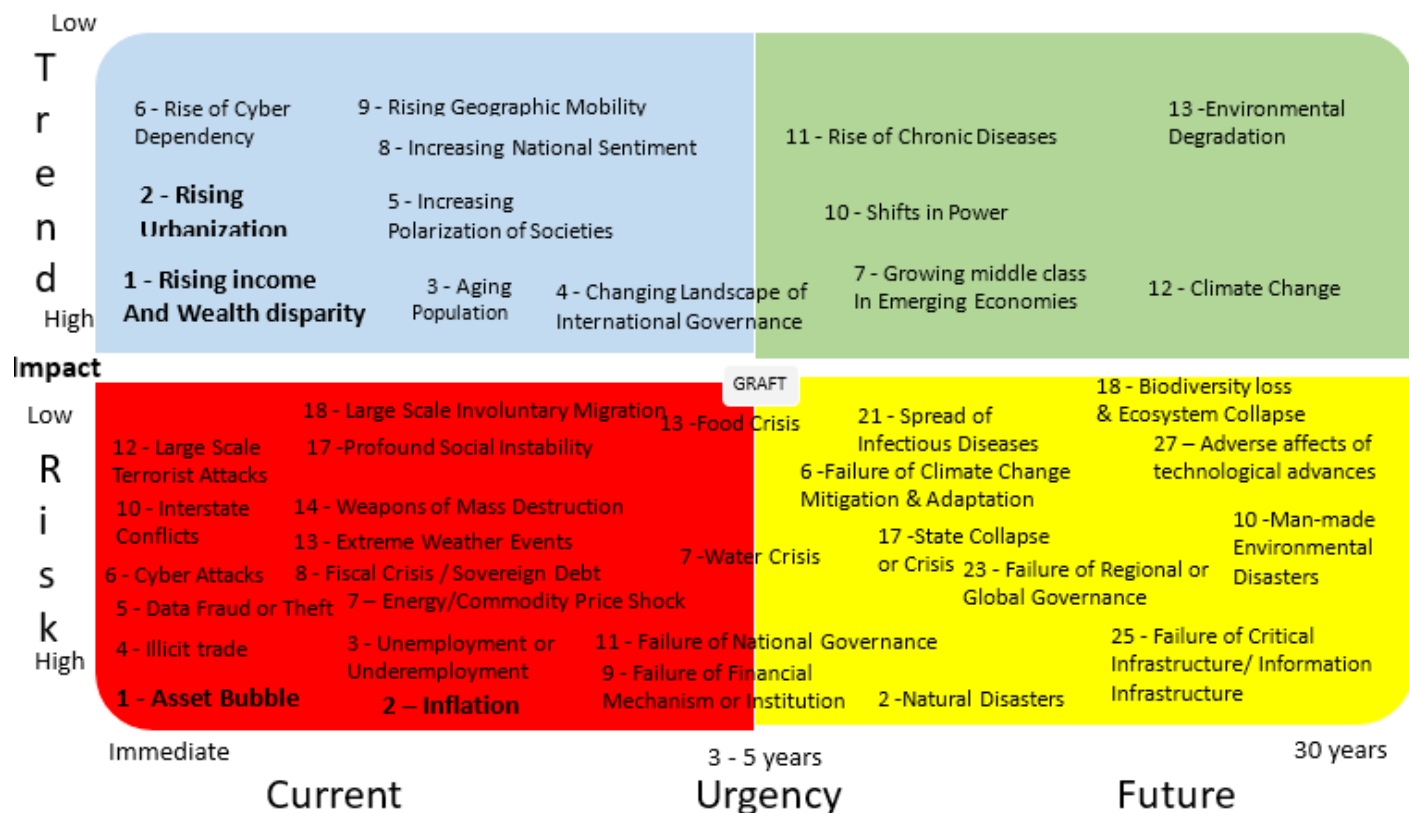 Low
Trend
6 - Rise of Cyber
Dependency
9 - Rising Geographic Mobility
8 - Increasing National Sentiment
2 - Rising
Urbanization
5 - Increasing
Polarization of Societies
1 - Rising income
And Wealth disparity
3 - Aging
Population
4 - Changing Landscape of
International Governance
11 - Rise of Chronic Diseases
13 -Environmental
Degradation
10 - Shifts in Power
7 - Growing middle class
In Emerging Economies
12 - Climate Change
High
Impact
GRAFT
Low
Risk
18 - Large Scale Involuntary Migration
13 -Food Crisis
12 - Large Scale
Terrorist Attacks
17 -Profound Social Instability
10 - Interstate
Conflicts
14 - Weapons of Mass Destruction
13 - Extreme Weather Events
6 - Cyber Attacks
8 - Fiscal Crisis / Sovereign Debt
7 -Water Crisis
5 - Data Fraud or Theft
7 – Energy/Commodity Price Shock
4 - Illicit trade
3 - Unemployment or
Underemployment
11 - Failure of National Governance
9 - Failure of Financial
Mechanism or Institution
1 - Asset Bubble
2 – Inflation
18 - Biodiversity loss
& Ecosystem Collapse
21 - Spread of
Infectious Diseases
27 – Adverse affects of
technological advances
6 -Failure of Climate Change
Mitigation & Adaptation
17 -State Collapse
or Crisis
10 -Man-made
Environmental
Disasters
23 - Failure of Regional or
Global Governance
25 - Failure of Critical
Infrastructure/ Information
Infrastructure
2 -Natural Disasters
High
Immediate
3 - 5 years
30 years
Current
Urgency
Future